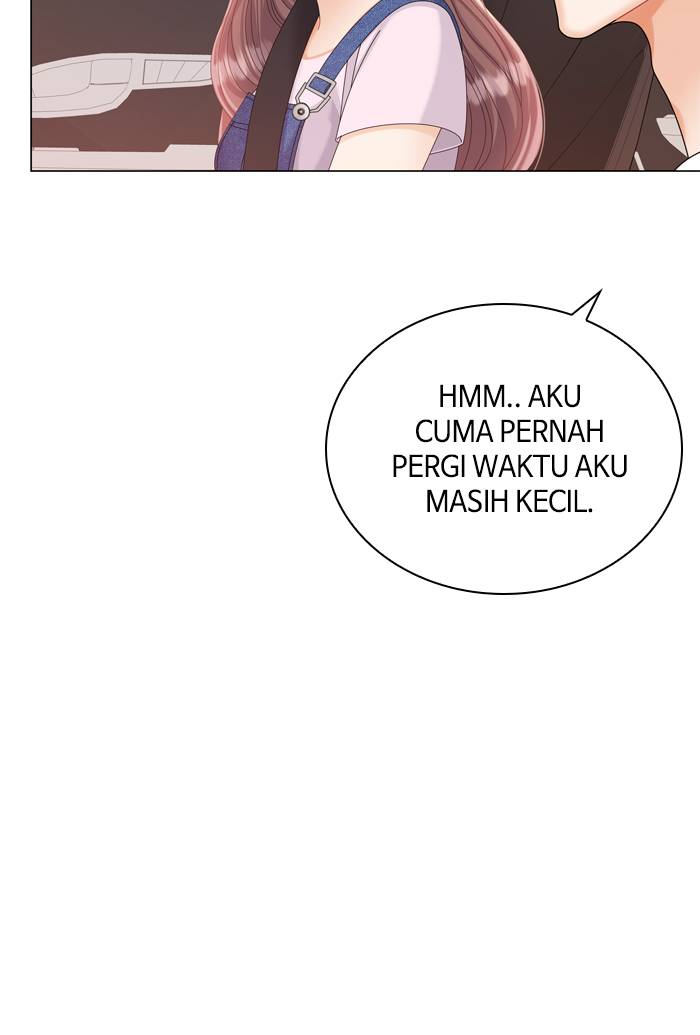 HMM.. AKU
CUMA PERNAH
PERGI WAKTU AKU
MASIH KECIL.